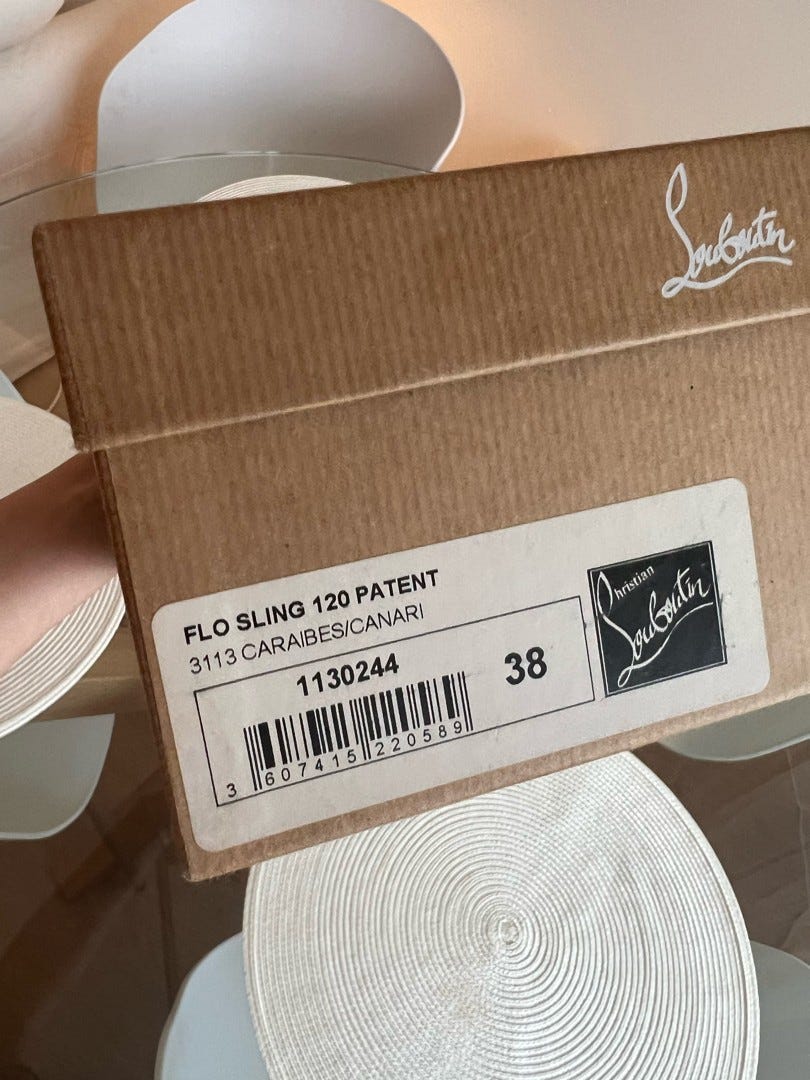 Louboutin
FLO SLING 120 PATENT
3113 CARAIBES/CANARI
1130244
38
3 607415 220589
Christian
Louboutin